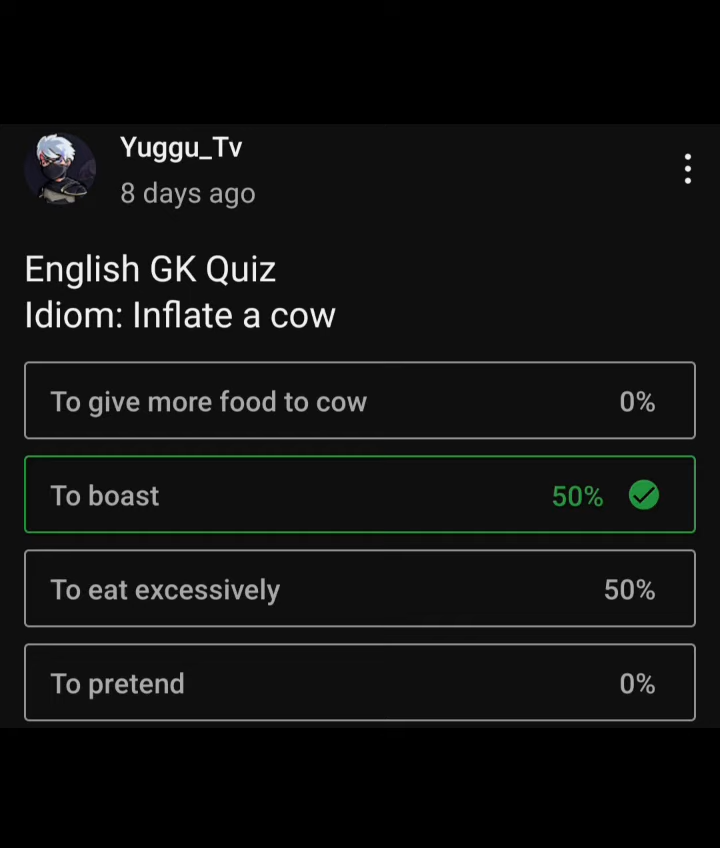 Yuggu_Tv
8 days ago
English GK Quiz
Idiom: Inflate a cow
To give more food to cow 0%
To boast 50%
To eat excessively 50%
To pretend 0%